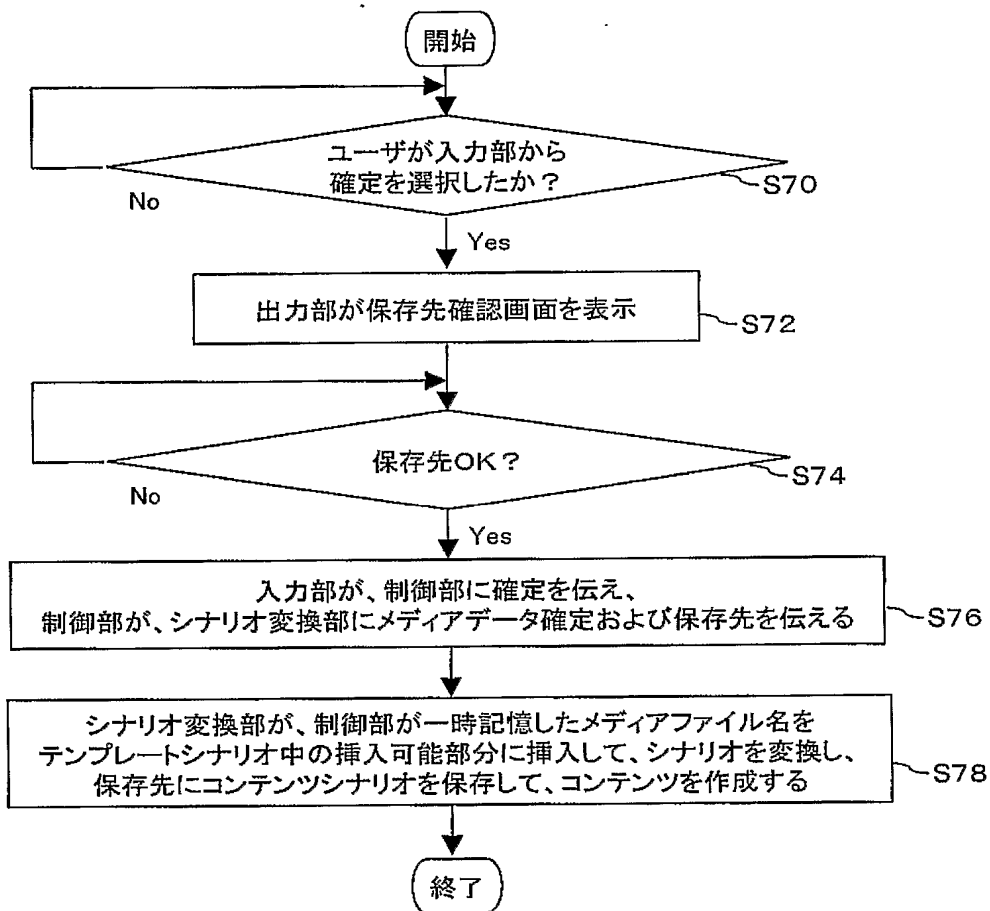 開始
ユーザが入力部から
確定を選択したか？
S70
No
Yes
出力部が保存先確認画面を表示
S72
保存先OK？
S74
No
Yes
入力部が、制御部に確定を伝え、
制御部が、シナリオ変換部にメディアデータ確定および保存先を伝える
S76
シナリオ変換部が、制御部が一時記憶したメディアファイル名を
テンプレートシナリオ中の挿入可能部分に挿入して、シナリオを変換し、
保存先にコンテンツシナリオを保存して、コンテンツを作成する
S78
終了